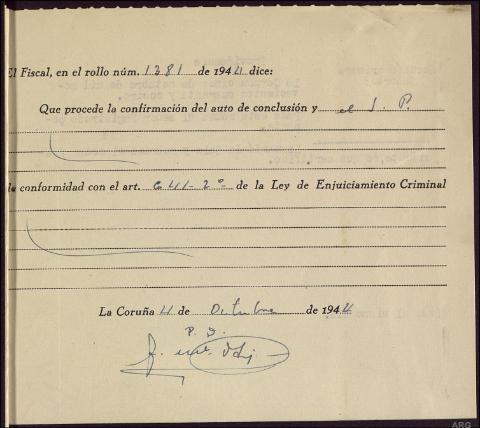 El Fiscal, en el rollo núm. 1381 de 1944 dice:
Que procede la confirmación del auto de conclusión y el S. P.
de conformidad con el art. 641-2º- de la Ley de Enjuiciamiento Criminal
La Coruña 4 de Octubre de 1944
P. D.
ARG